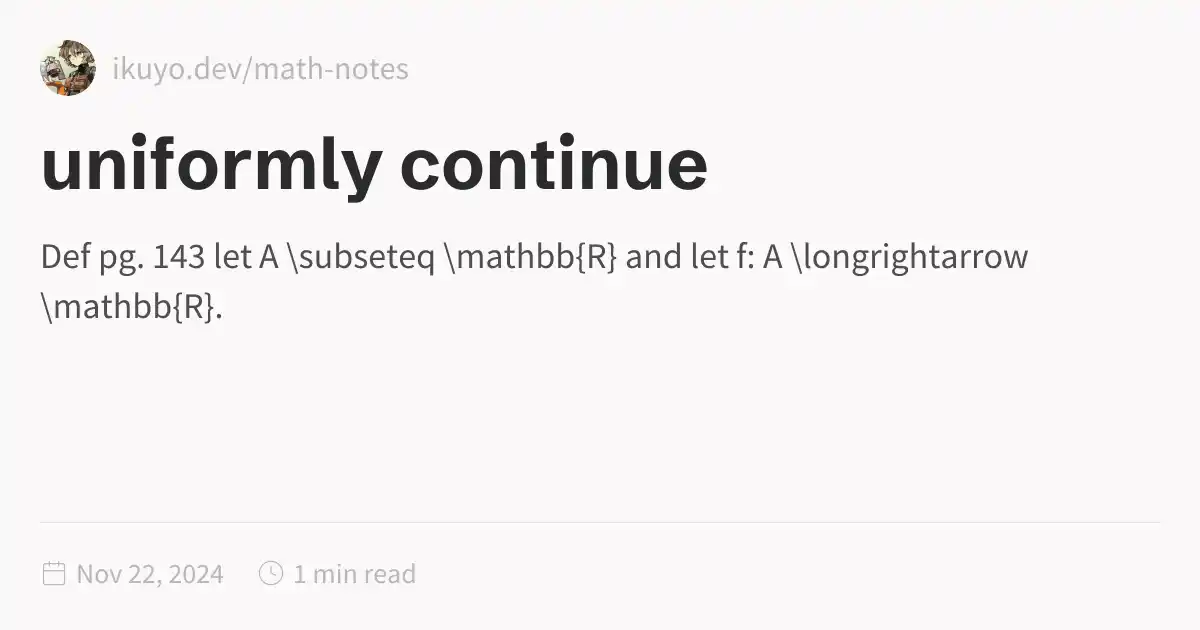 ikuyo.dev/math-notes
uniformly continue
Def pg. 143 let A \subseteq \mathbb{R} and let f: A \longrightarrow
\mathbb{R}.
Nov 22, 2024 1 min read